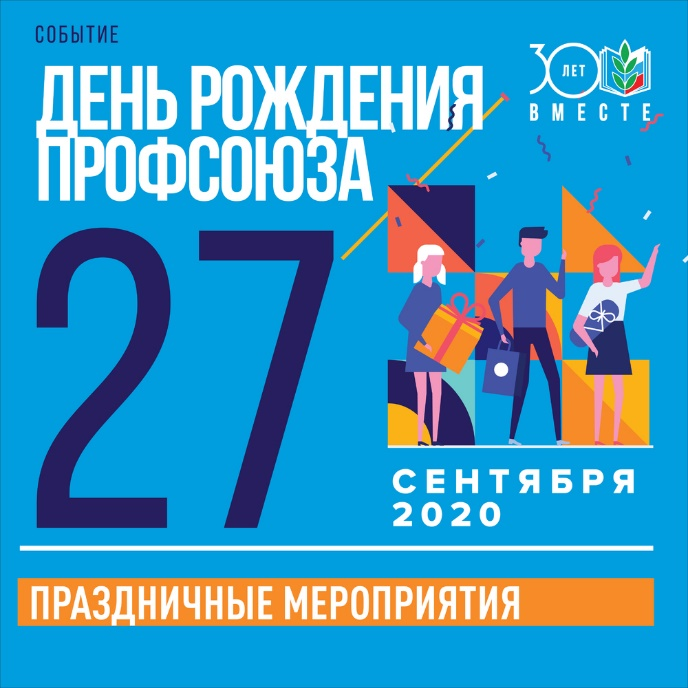 СОБЫТИЕ
ДЕНЬ РОЖДЕНИЯ
ПРОФСОЮЗА
30 ЛЕТ
ВМЕСТЕ
27
СЕНТЯБРЯ
2020
ПРАЗДНИЧНЫЕ МЕРОПРИЯТИЯ